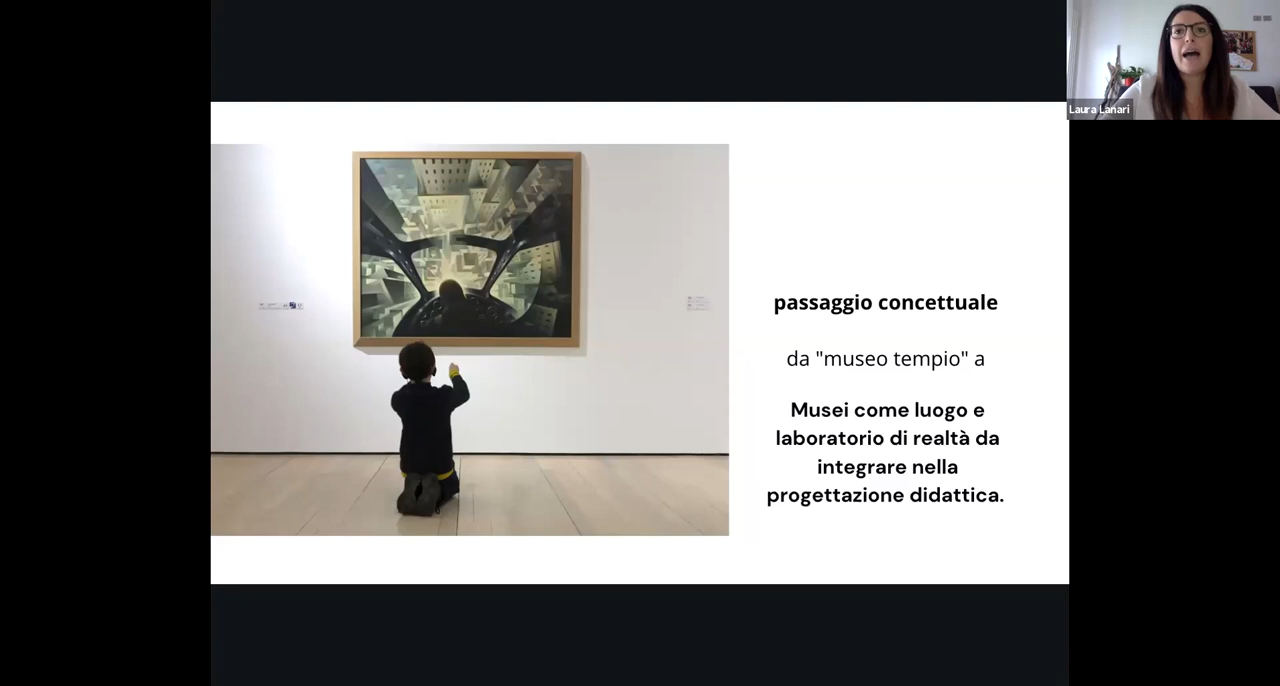 Laura Lanari
passaggio concettuale
da "museo tempio" a
Musei come luogo e
laboratorio di realtà da
integrare nella
progettazione didattica.